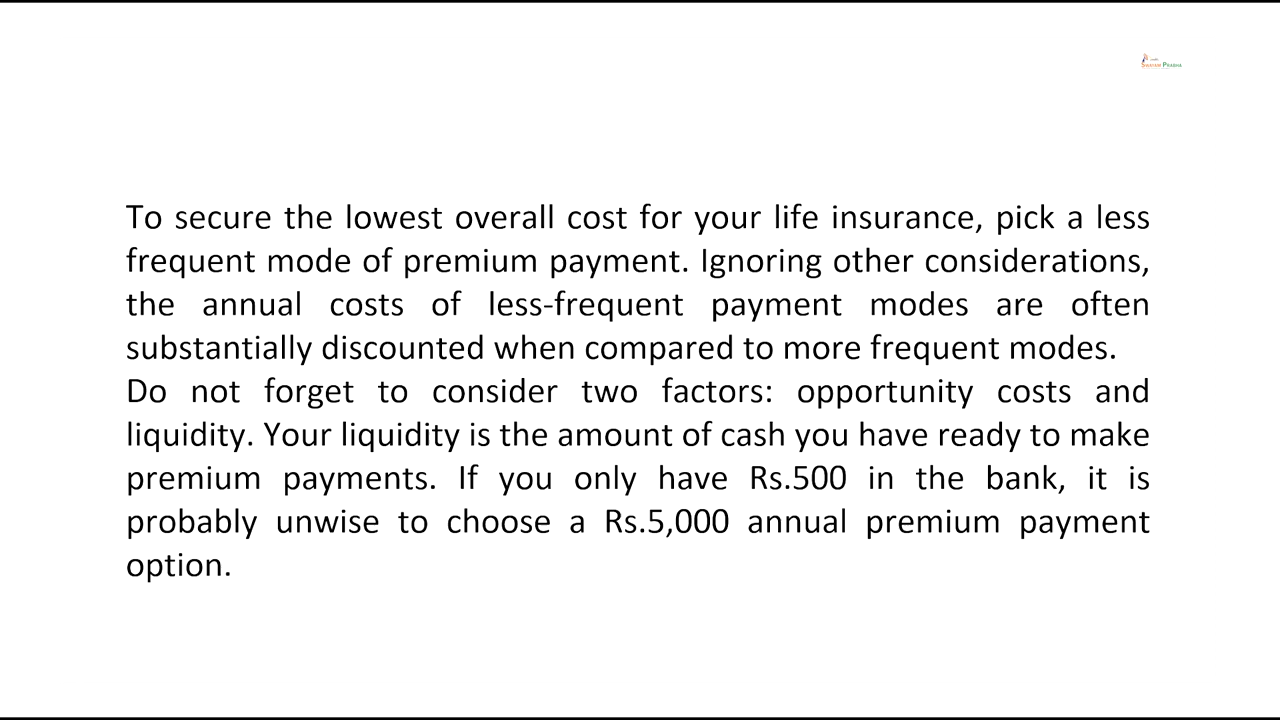 SWAYAM PRABHA
To secure the lowest overall cost for your life insurance, pick a less
frequent mode of premium payment. Ignoring other considerations,
the annual costs of less-frequent payment modes are often
substantially discounted when compared to more frequent modes.
Do not forget to consider two factors: opportunity costs and
liquidity. Your liquidity is the amount of cash you have ready to make
premium payments. If you only have Rs.500 in the bank, it is
probably unwise to choose a Rs.5,000 annual premium payment
option.